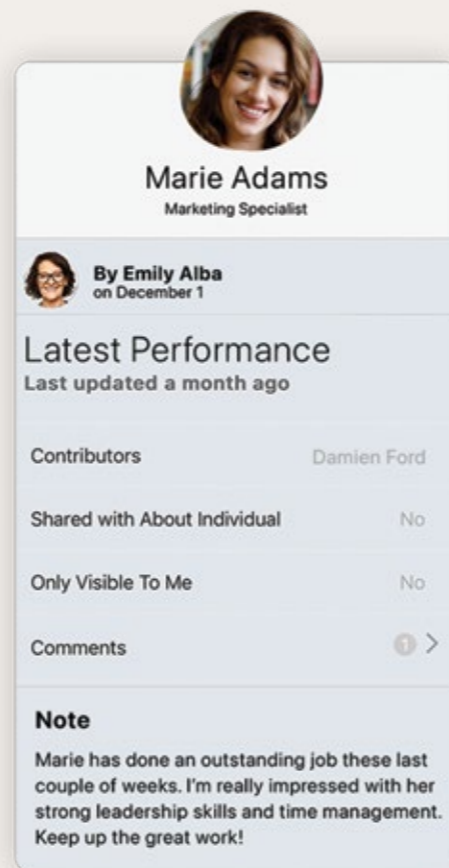 Marie Adams
Marketing Specialist
By Emily Alba
on December 1
Latest Performance
Last updated a month ago
Contributors Damien Ford
Shared with About Individual No
Only Visible To Me No
Comments 1 >
Note
Marie has done an outstanding job these last
couple of weeks. I'm really impressed with her
strong leadership skills and time management.
Keep up the great work!